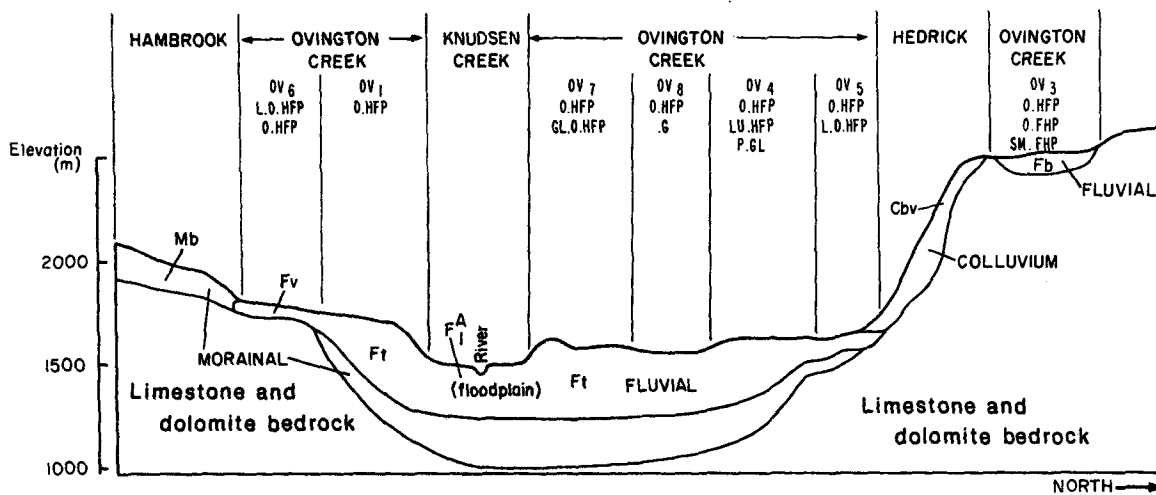 HAMBROOK
OVINGTON
CREEK
KNUDSEN
CREEK
OVINGTON
CREEK
HEDRICK
OVINGTON
CREEK
OV 6
L.O.HFP
O.HFP
OV 1
O.HFP
OV 7
O.HFP
GL.O.HFP
OV 8
O.HFP
.G
OV 4
O.HFP
LU.HFP
P.GL
OV 5
O.HFP
L.O.HFP
OV 3
O.HFP
O.FHP
SM.FHP
Elevation
(m)
2000
1500
1000
Mb
Fv
Ft
F A I
River
(floodplain)
Ft
FLUVIAL
Cbv
COLLUVIUM
Fb
FLUVIAL
MORAINAL
Limestone and
dolomite bedrock
Limestone and
dolomite bedrock
NORTH